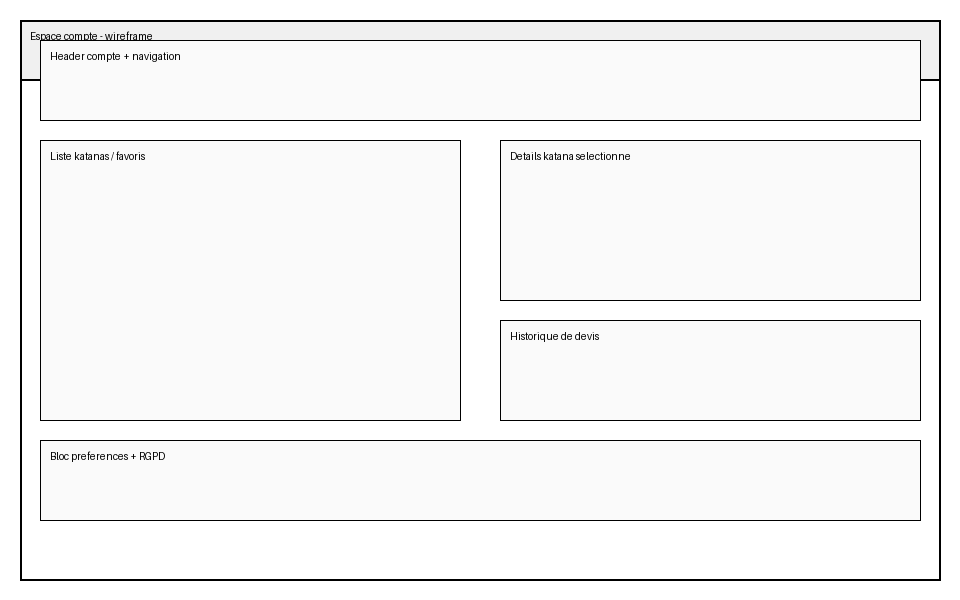 Espace compte - wireframe
Header compte + navigation
Liste katanas / favoris
Details katana selectionne
Historique de devis
Bloc preferences + RGPD